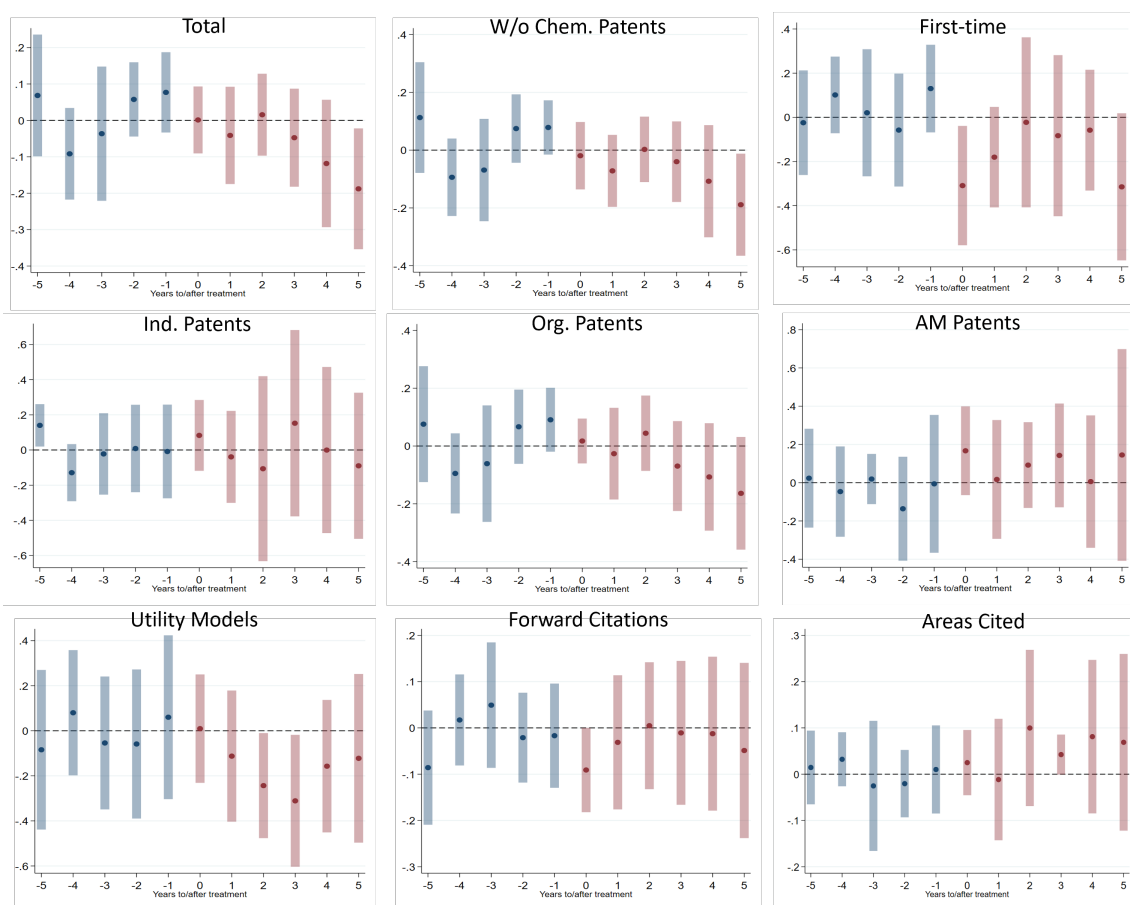 Total
.2
.1
0
-.1
-.2
-.3
-.4
-5 -4 -3 -2 -1 0 1 2 3 4 5
Years to/after treatment
W/o Chem. Patents
.4
.2
0
-.2
-.4
-5 -4 -3 -2 -1 0 1 2 3 4 5
Years to/after treatment
First-time
.4
.2
0
-.2
-.4
-.6
-5 -4 -3 -2 -1 0 1 2 3 4 5
Years to/after treatment
Ind. Patents
.6
.4
.2
0
-.2
-.4
-.6
-5 -4 -3 -2 -1 0 1 2 3 4 5
Years to/after treatment
Org. Patents
.4
.2
0
-.2
-.4
-5 -4 -3 -2 -1 0 1 2 3 4 5
Years to/after treatment
AM Patents
.8
.6
.4
.2
0
-.2
-.4
-5 -4 -3 -2 -1 0 1 2 3 4 5
Years to/after treatment
Utility Models
.4
.2
0
-.2
-.4
-.6
-5 -4 -3 -2 -1 0 1 2 3 4 5
Years to/after treatment
Forward Citations
.2
.1
0
-.1
-.2
-.3
-5 -4 -3 -2 -1 0 1 2 3 4 5
Years to/after treatment
Areas Cited
.3
.2
.1
0
-.1
-.2
-5 -4 -3 -2 -1 0 1 2 3 4 5
Years to/after treatment